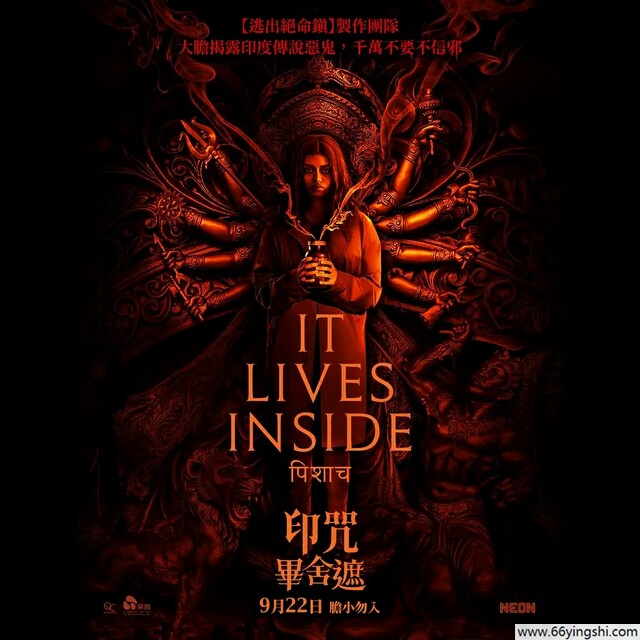 【逃出絕命鎮】製作團隊
大膽揭露印度傳說惡鬼，千萬不要不信邪
IT
LIVES
INSIDE
पिशाच
印咒
畢舍遮
9月22日 膽小勿入
NEON
www.66yingshi.com